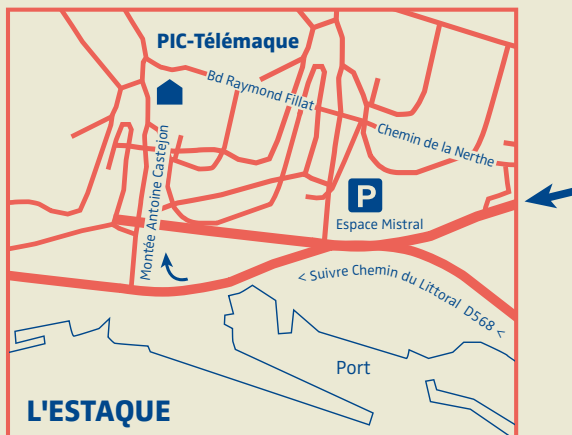 PIC-Télémaque
Bd Raymond Fillat
Chemin de la Nerthe
Montée Antoine Castejon
P
Espace Mistral
< Suivre Chemin du Littoral D568 <
Port
L'ESTAQUE